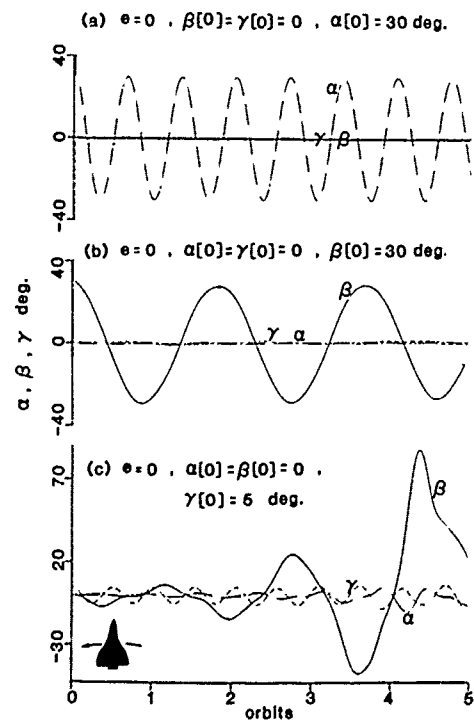 (a) e=0 , β[0]=γ[0]=0 , α[0]=30 deg.
40
0
-40
α
γ β
(b) e=0 , α[0]=γ[0]=0 , β[0]=30 deg.
40
0
-40
β
γ α
α , β , γ deg.
(c) e=0 , α[0]=β[0]=0 ,
γ[0]=5 deg.
70
20
-30
β
γ
α
0 1 2 3 4 5
orbits